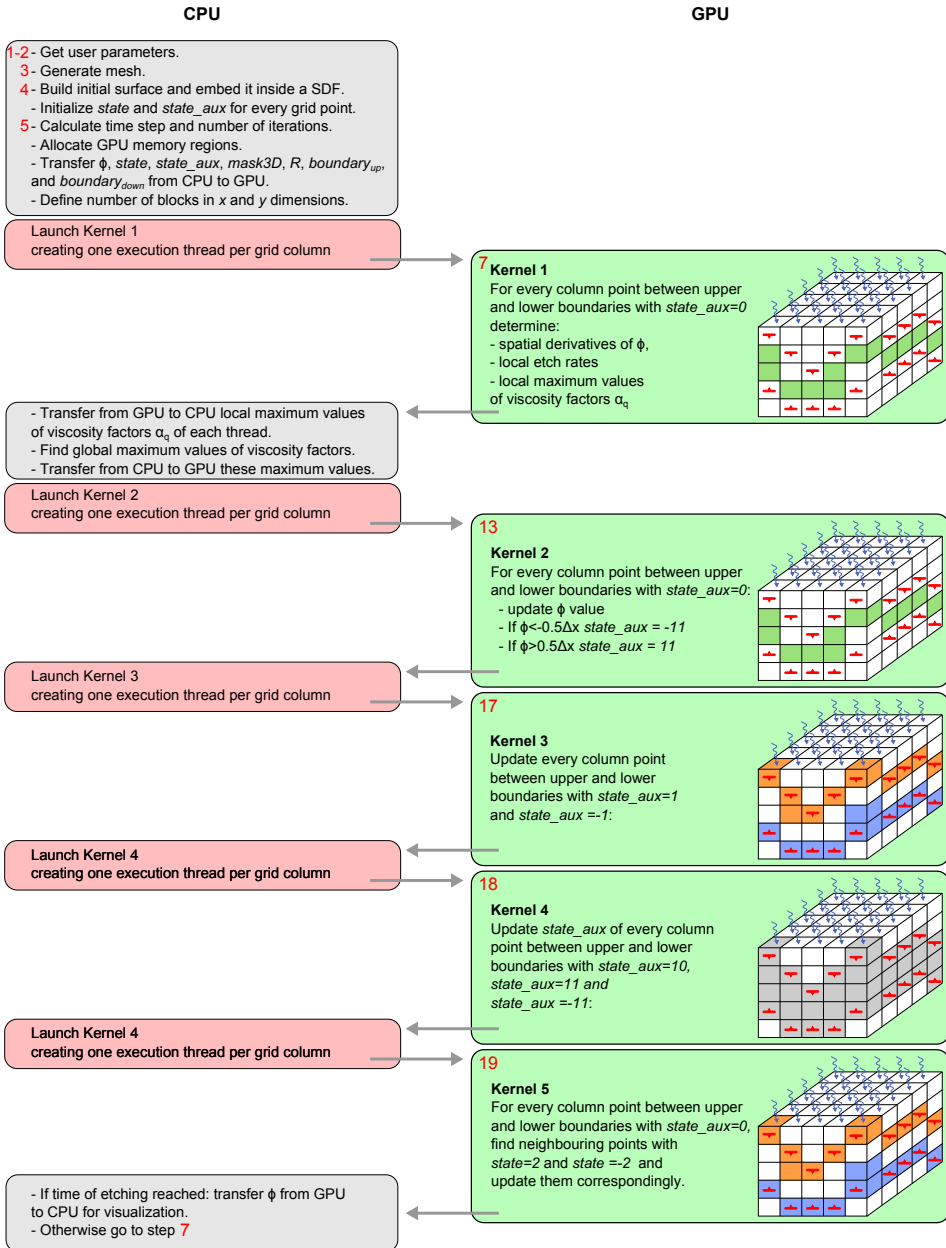 CPU
GPU
1-2 - Get user parameters.
3 - Generate mesh.
4 - Build initial surface and embed it inside a SDF.
- Initialize state and state_aux for every grid point.
5 - Calculate time step and number of iterations.
- Allocate GPU memory regions.
- Transfer ϕ, state, state_aux, mask3D, R, boundary_up,
and boundary_down from CPU to GPU.
- Define number of blocks in x and y dimensions.
Launch Kernel 1
creating one execution thread per grid column
7
Kernel 1
For every column point between upper
and lower boundaries with state_aux=0
determine:
- spatial derivatives of ϕ,
- local etch rates
- local maximum values
of viscosity factors α_q
- Transfer from GPU to CPU local maximum values
of viscosity factors α_q of each thread.
- Find global maximum values of viscosity factors.
- Transfer from CPU to GPU these maximum values.
Launch Kernel 2
creating one execution thread per grid column
13
Kernel 2
For every column point between upper
and lower boundaries with state_aux=0:
- update ϕ value
- If ϕ<-0.5Δx state_aux = -11
- If ϕ>0.5Δx state_aux = 11
Launch Kernel 3
creating one execution thread per grid column
17
Kernel 3
Update every column point
between upper and lower
boundaries with state_aux=1
and state_aux =-1:
Launch Kernel 4
creating one execution thread per grid column
18
Kernel 4
Update state_aux of every column
point between upper and lower
boundaries with state_aux=10,
state_aux=11 and
state_aux =-11:
Launch Kernel 4
creating one execution thread per grid column
19
Kernel 5
For every column point between upper
and lower boundaries with state_aux=0,
find neighbouring points with
state=2 and state =-2 and
update them correspondingly.
- If time of etching reached: transfer ϕ from GPU
to CPU for visualization.
- Otherwise go to step 7